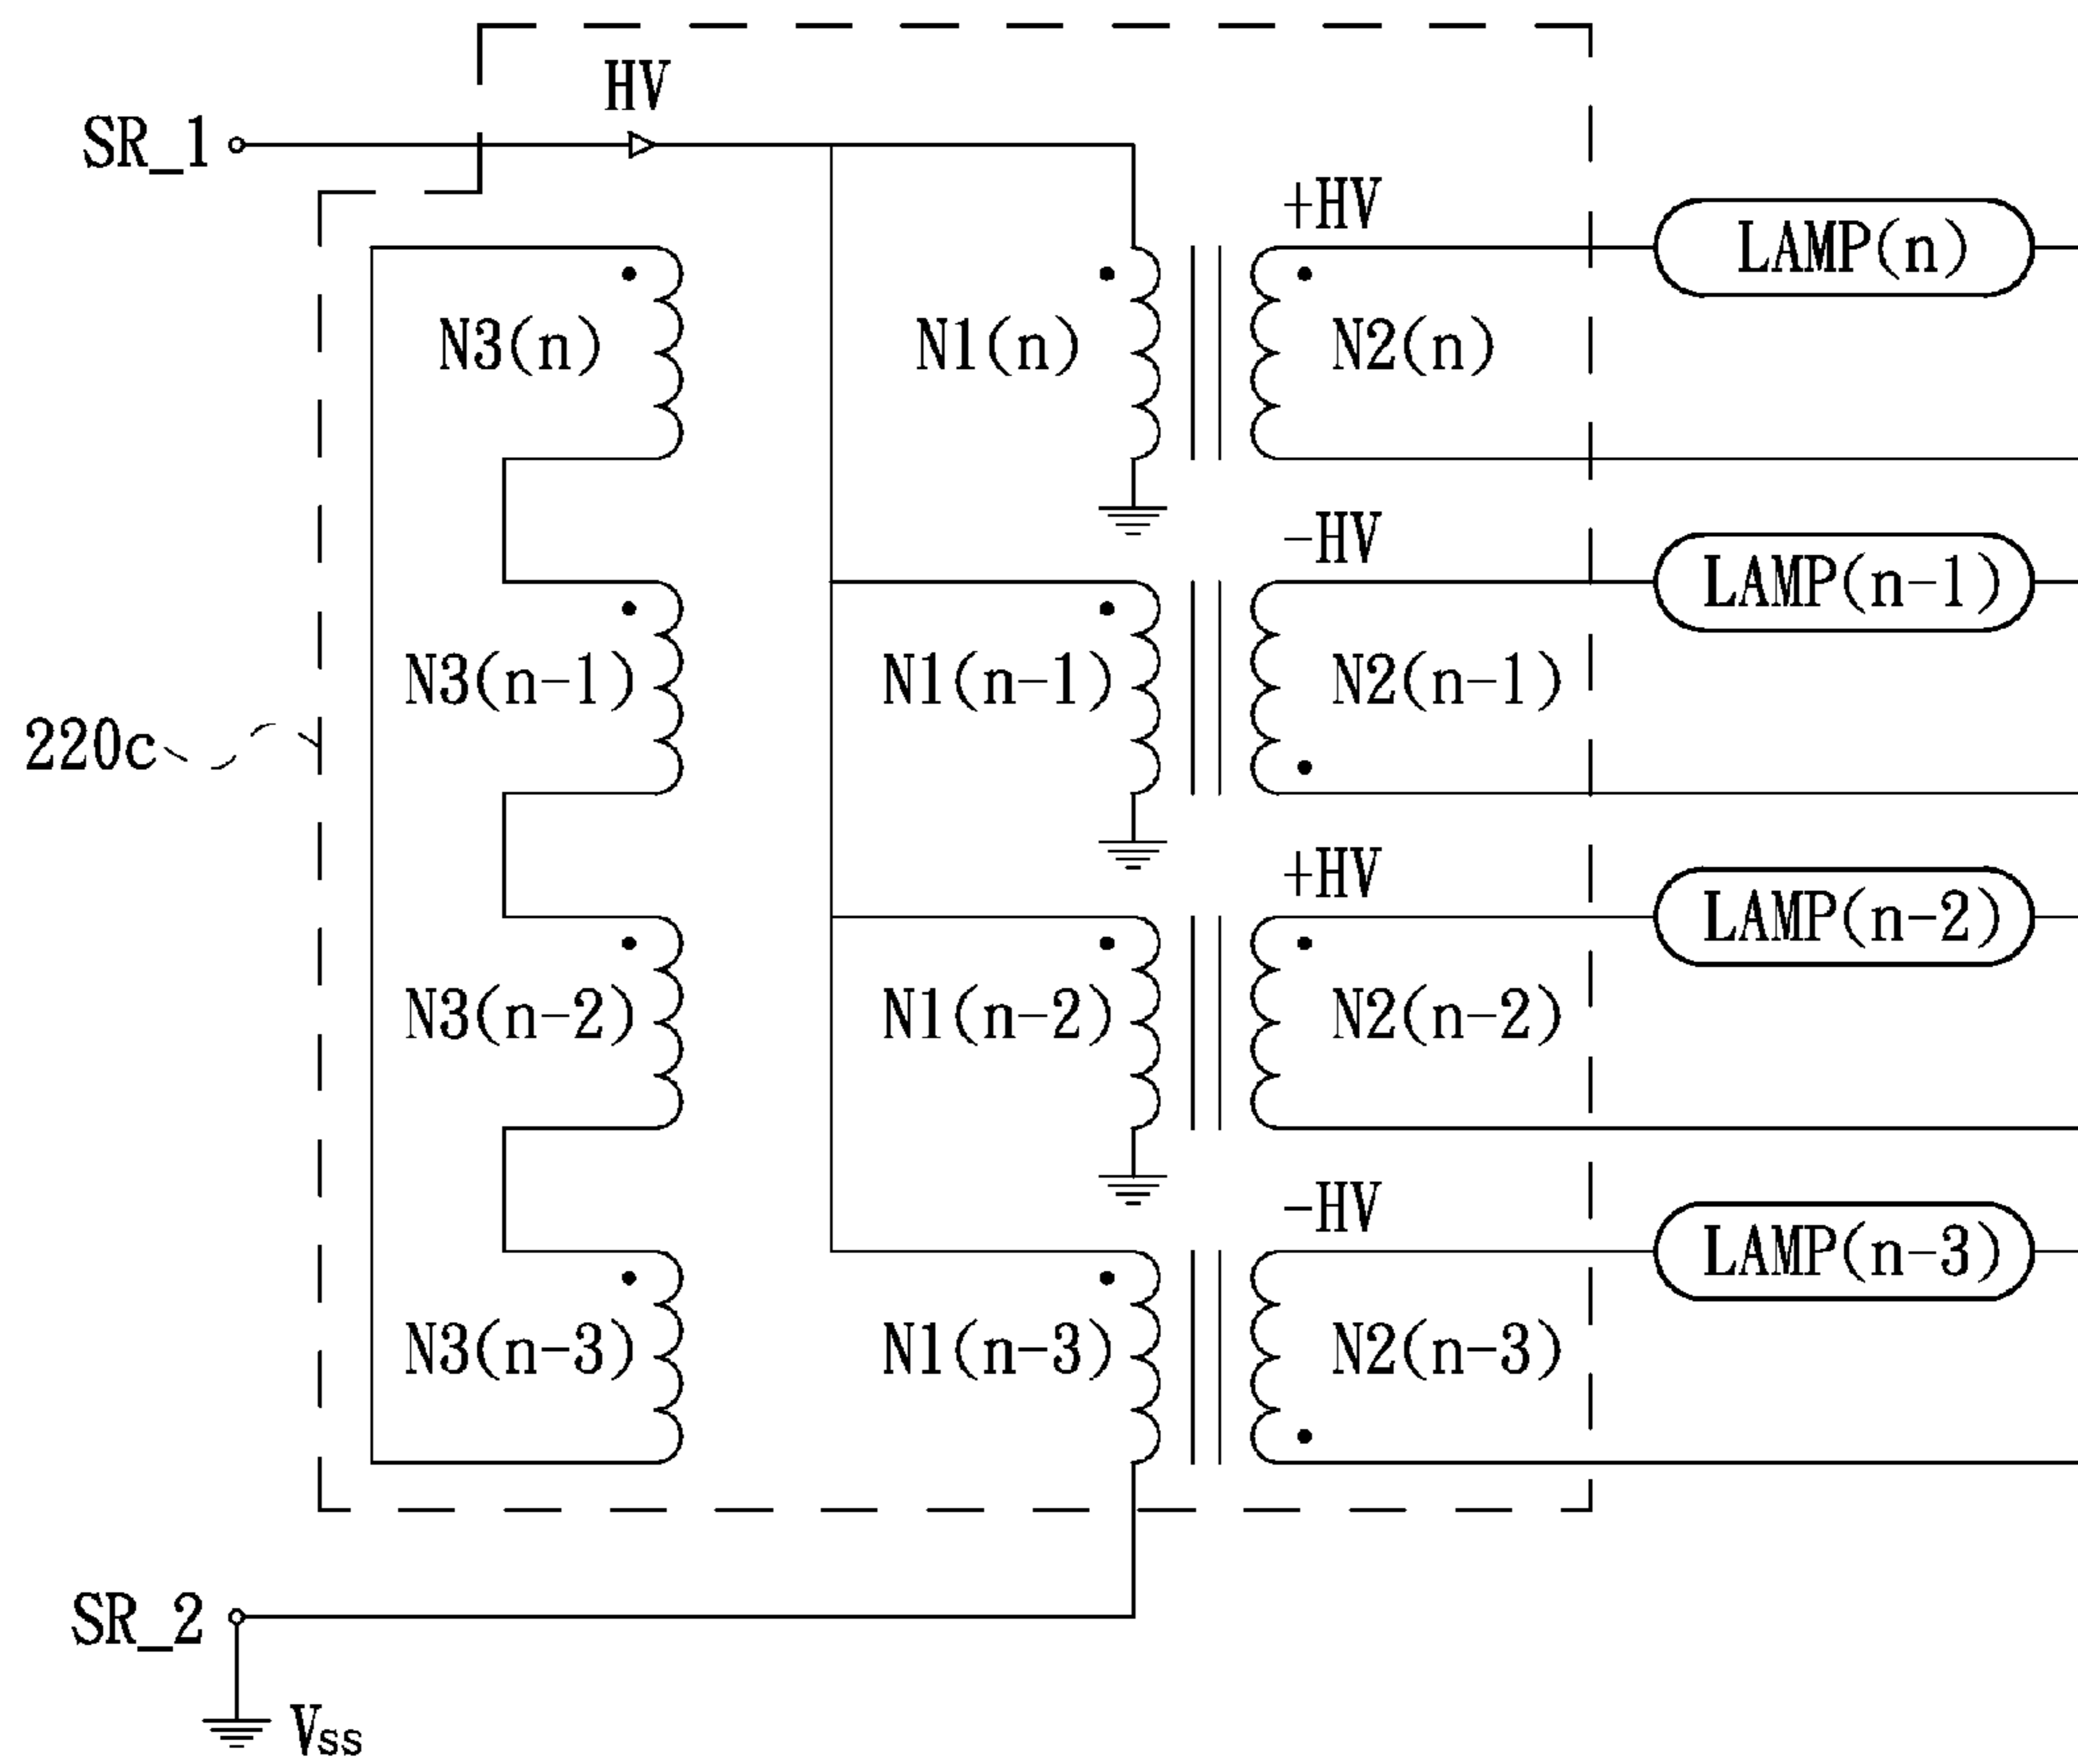 HV
SR_1
+HV
LAMP(n)
N3(n)
N1(n)
N2(n)
-HV
LAMP(n-1)
N3(n-1)
N1(n-1)
N2(n-1)
220c
+HV
LAMP(n-2)
N3(n-2)
N1(n-2)
N2(n-2)
-HV
LAMP(n-3)
N3(n-3)
N1(n-3)
N2(n-3)
SR_2
Vss